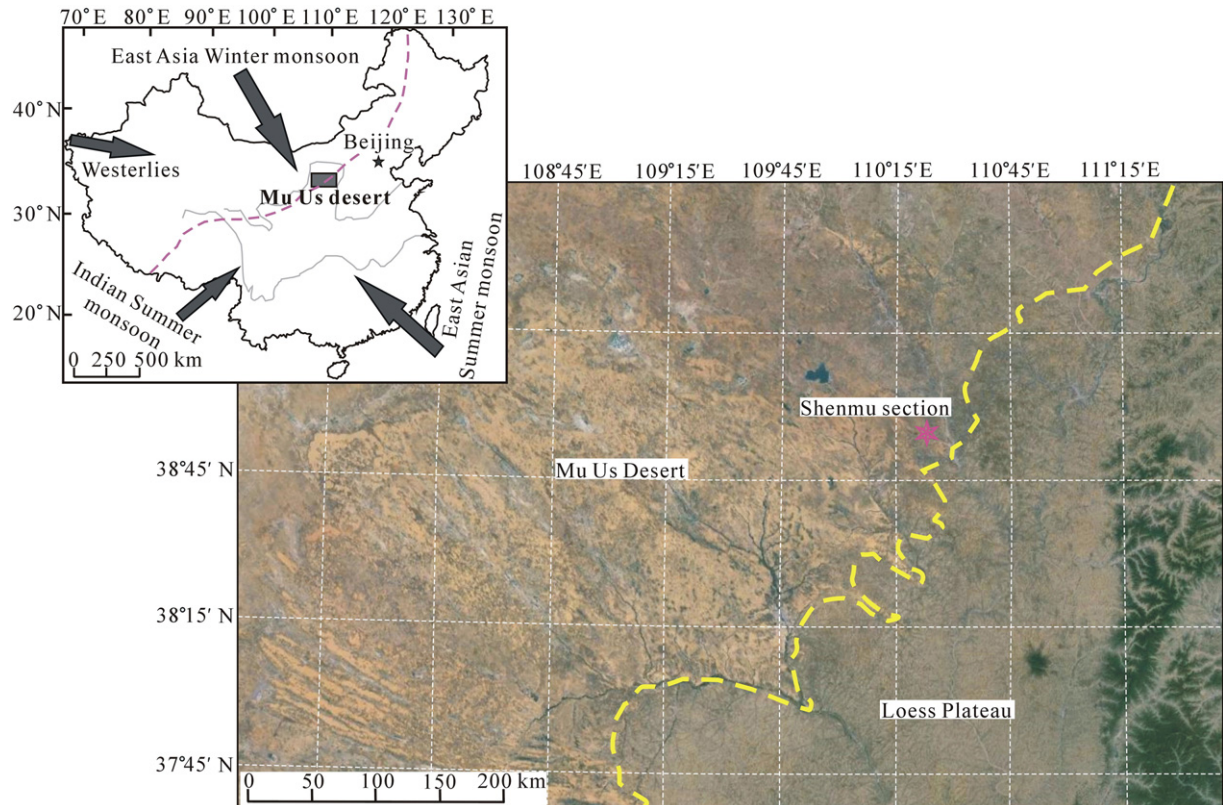 70°E 80°E 90°E 100°E 110°E 120°E 130°E
East Asia Winter monsoon
40°N
Beijing
Westerlies
Mu Us desert
30°N
Indian Summer
monsoon
East Asian
Summer monsoon
20°N
0 250 500 km
108°45′E 109°15′E 109°45′E 110°15′E 110°45′E 111°15′E
Shenmu section
38°45′ N
Mu Us Desert
38°15′ N
Loess Plateau
37°45′ N
0 50 100 150 200 km